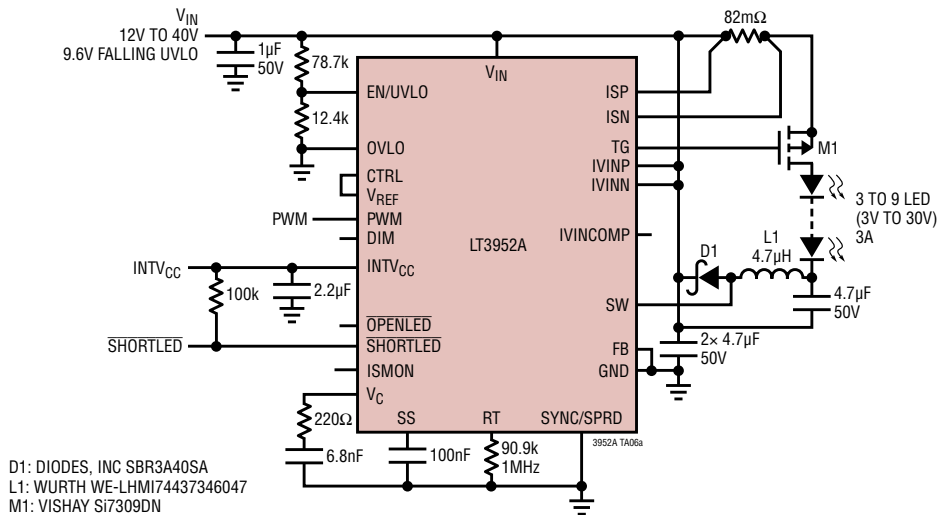 VIN
12V TO 40V
9.6V FALLING UVLO
1µF
50V
78.7k
12.4k
82mΩ
VIN
EN/UVLO
OVLO
CTRL
VREF
PWM
PWM
DIM
INTVCC
INTVCC
100k
2.2µF
OPENLED
SHORTLED
SHORTLED
ISMON
VC
SS
RT
SYNC/SPRD
LT3952A
ISP
ISN
TG
IVINP
IVINN
IVINCOMP
SW
FB
GND
M1
3 TO 9 LED
(3V TO 30V)
3A
D1
L1
4.7µH
4.7µF
50V
2× 4.7µF
50V
220Ω
6.8nF
100nF
90.9k
1MHz
3952A TA06a
D1: DIODES, INC SBR3A40SA
L1: WURTH WE-LHMI74437346047
M1: VISHAY Si7309DN